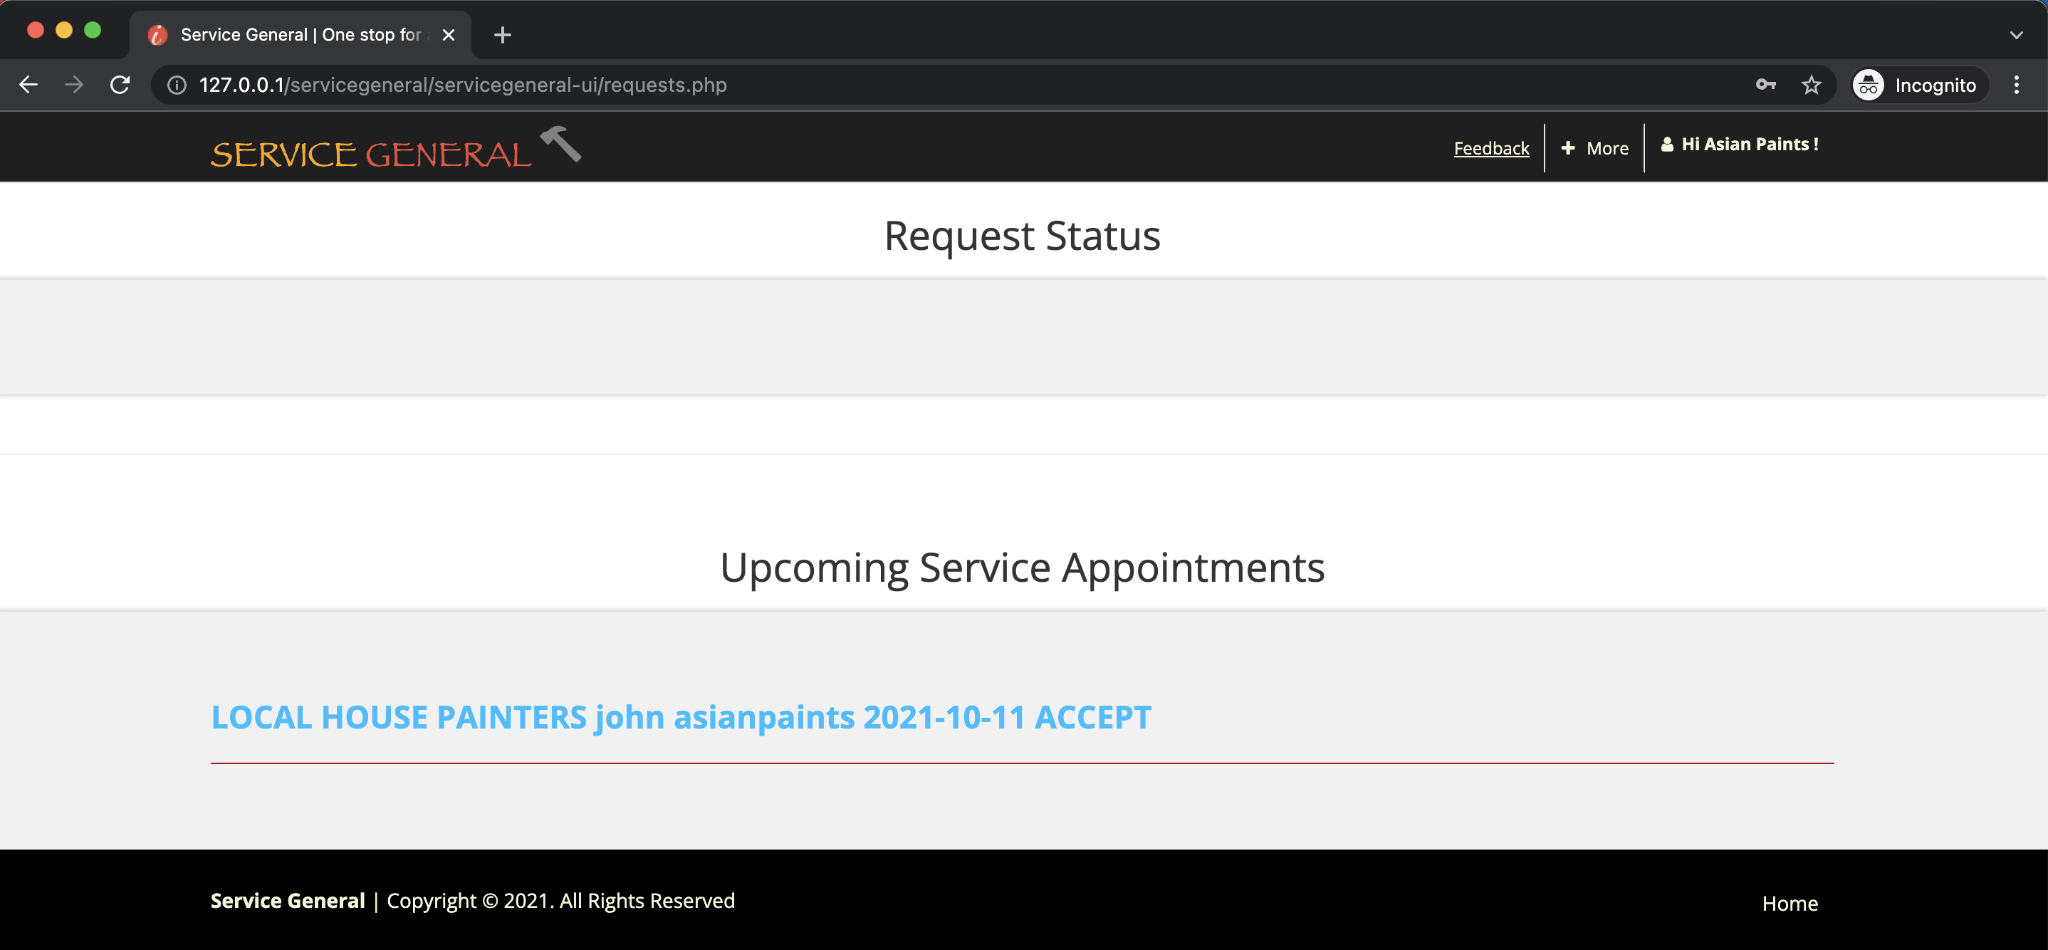 Service General | One stop for
127.0.0.1/servicegeneral/servicegeneral-ui/requests.php
Incognito
SERVICE GENERAL
Feedback
+ More
Hi Asian Paints !
Request Status
Upcoming Service Appointments
LOCAL HOUSE PAINTERS john asianpaints 2021-10-11 ACCEPT
Service General | Copyright © 2021. All Rights Reserved
Home